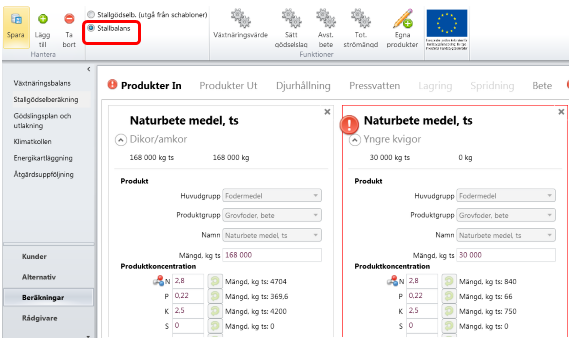 Spara
Lägg till
Ta bort
Hantera
Stallgödselb. (utgå från schabloner)
Stallbalans
Växtnäringsvärde
Sätt gödselslag
Avst. bete
Tot. strömängd
Egna produkter
Funktioner
Växtnäringsbalans
Stallgödselberäkning
Gödslingsplan och utlakning
Klimatkollen
Energikartläggning
Åtgärdsuppföljning
Kunder
Alternativ
Beräkningar
Rådgivare
Produkter In
Produkter Ut
Djurhållning
Pressvatten
Lagring
Spridning
Bete
Naturbete medel, ts
Dikor/amkor
168 000 kg ts 168 000 kg
Produkt
Huvudgrupp Fodermedel
Produktgrupp Grovfoder, bete
Namn Naturbete medel, ts
Mängd, kg ts 168 000
Produktkoncentration
N 2,8 Mängd, kg ts: 4704
P 0,22 Mängd, kg ts: 369,6
K 2,5 Mängd, kg ts: 4200
S 0 Mängd, kg ts: 0
Naturbete medel, ts
Yngre kvigor
30 000 kg ts 0 kg
Produkt
Huvudgrupp Fodermedel
Produktgrupp Grovfoder, bete
Namn Naturbete medel, ts
Mängd, kg ts 30 000
Produktkoncentration
N 2,8 Mängd, kg ts: 840
P 0,22 Mängd, kg ts: 66
K 2,5 Mängd, kg ts: 750
S 0 Mängd, kg ts: 0